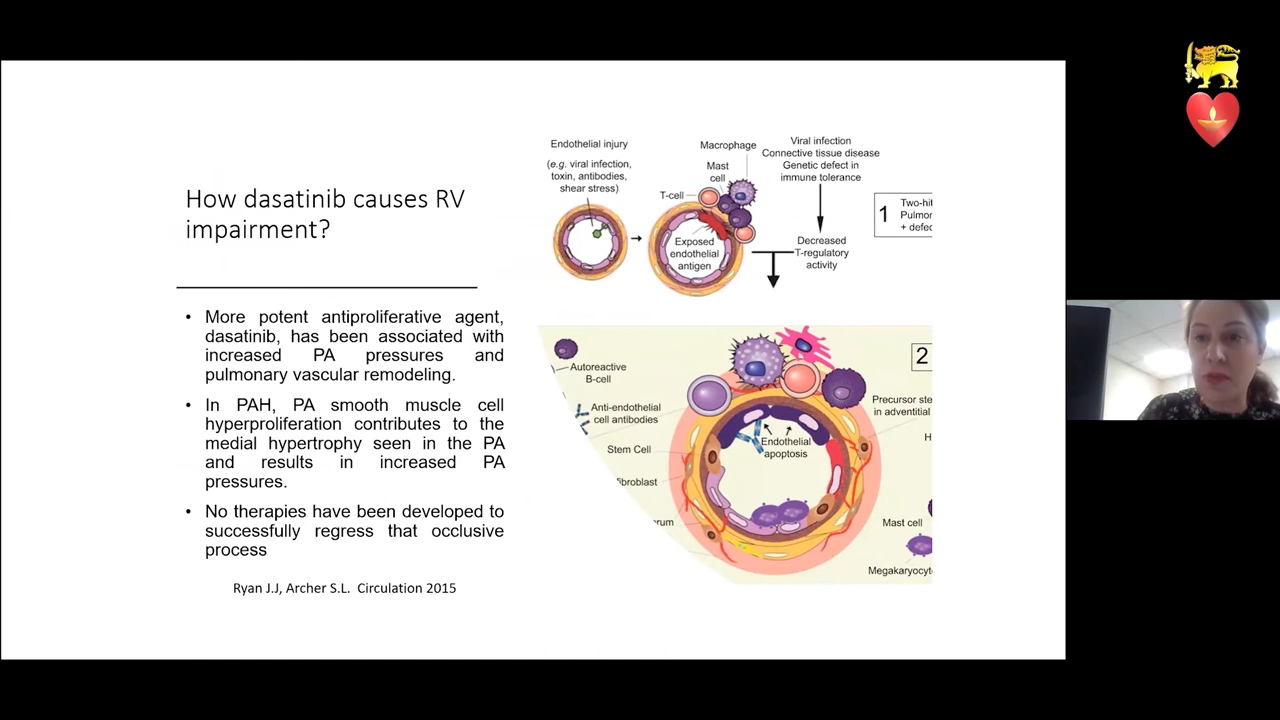 How dasatinib causes RV
impairment?
• More potent antiproliferative agent,
dasatinib, has been associated with
increased PA pressures and
pulmonary vascular remodeling.
• In PAH, PA smooth muscle cell
hyperproliferation contributes to the
medial hypertrophy seen in the PA
and results in increased PA
pressures.
• No therapies have been developed to
successfully regress that occlusive
process
Ryan J.J, Archer S.L. Circulation 2015
Endothelial injury
(e.g. viral infection,
toxin, antibodies,
shear stress)
Macrophage
Mast
cell
T-cell
Exposed
endothelial
antigen
Viral infection
Connective tissue disease
Genetic defect in
immune tolerance
Decreased
T-regulatory
activity
1
Two-hit
Pulmon
+ defec
2
Autoreactive
B-cell
Anti-endothelial
cell antibodies
Stem Cell
fibroblast
rum
Endothelial
apoptosis
Precursor ste
in adventitial
H
Mast cell
Megakaryocyt